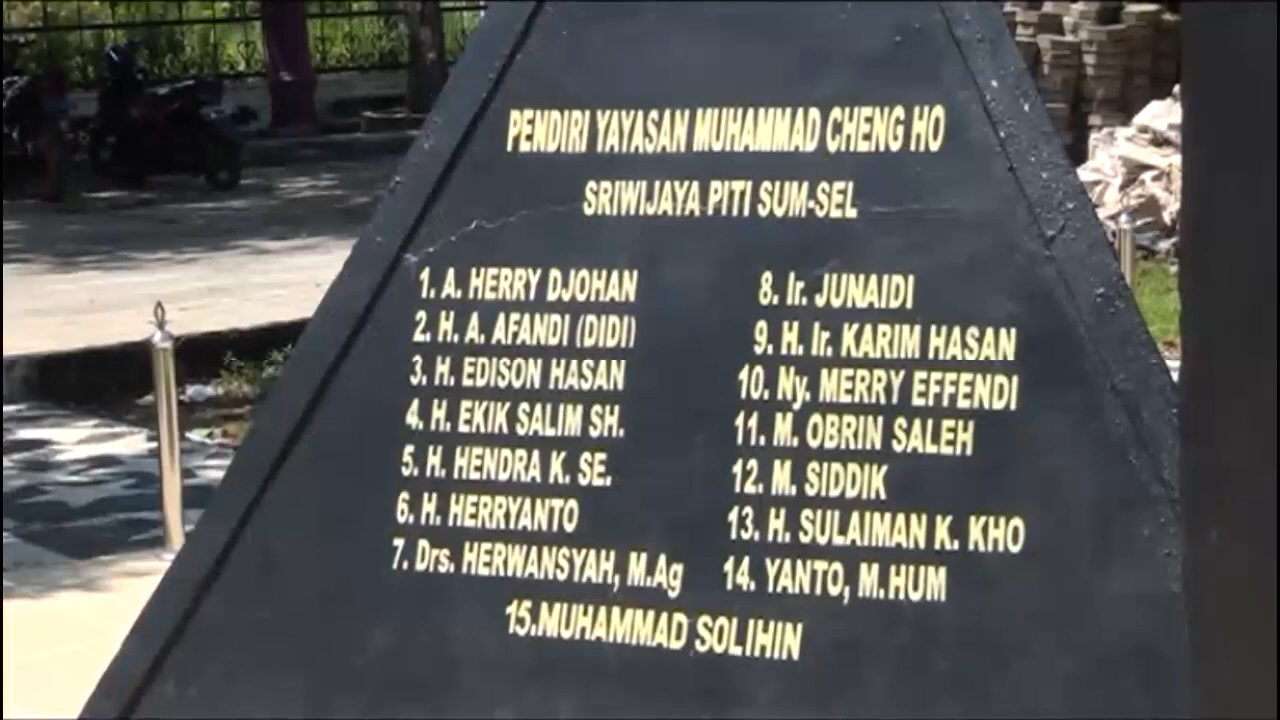 PENDIRI YAYASAN MUHAMMAD CHENG HO
SRIWIJAYA PITI SUM-SEL
1. A. HERRY DJOHAN
2. H. A. AFANDI (DIDI)
3. H. EDISON HASAN
4. H. EKIK SALIM SH.
5. H. HENDRA K. SE.
6. H. HERRYANTO
7. Drs. HERWANSYAH, M.Ag
8. Ir. JUNAIDI
9. H. Ir. KARIM HASAN
10. Ny. MERRY EFFENDI
11. M. OBRIN SALEH
12. M. SIDDIK
13. H. SULAIMAN K. KHO
14. YANTO, M.HUM
15.MUHAMMAD SOLIHIN